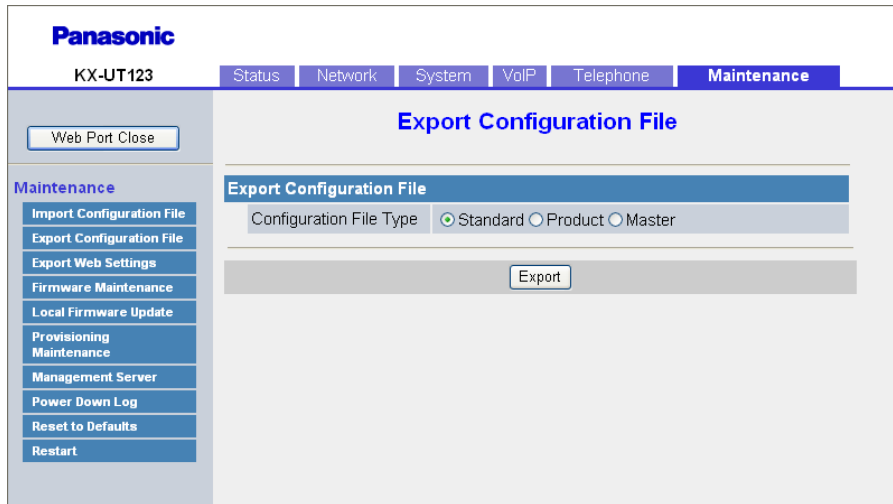 Panasonic
KX-UT123
Status Network System VoIP Telephone Maintenance
Web Port Close
Export Configuration File
Maintenance
Import Configuration File
Export Configuration File
Export Web Settings
Firmware Maintenance
Local Firmware Update
Provisioning
Maintenance
Management Server
Power Down Log
Reset to Defaults
Restart
Export Configuration File
Configuration File Type Standard Product Master
Export